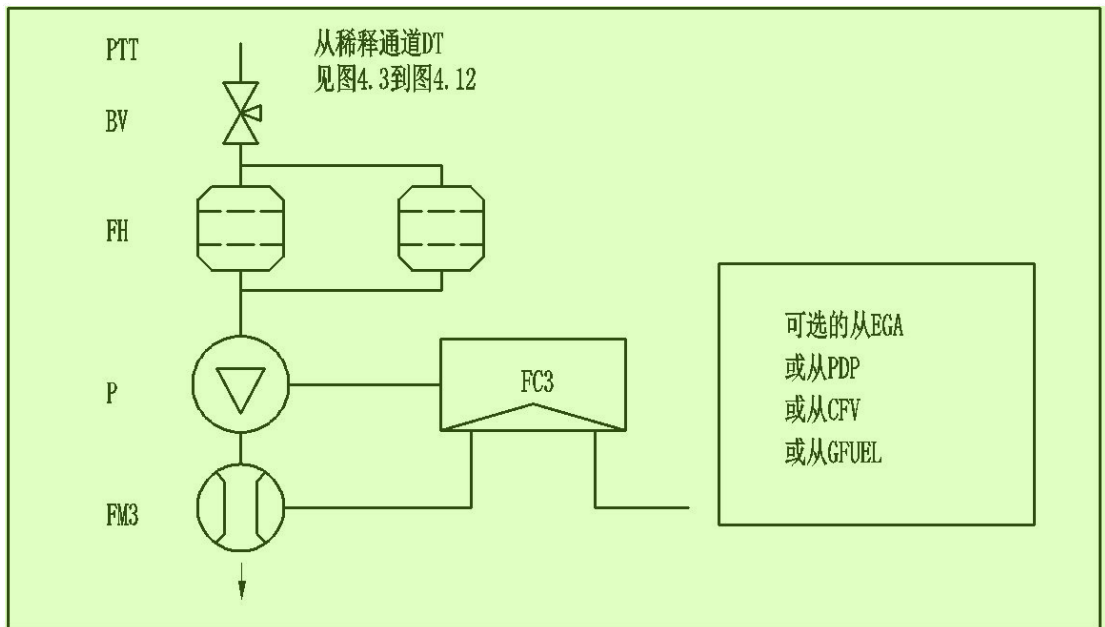 PTT
从稀释通道DT
见图4.3到图4.12
BV
FH
P
FC3
FM3
可选的从EGA
或从PDP
或从CFV
或从GFUEL